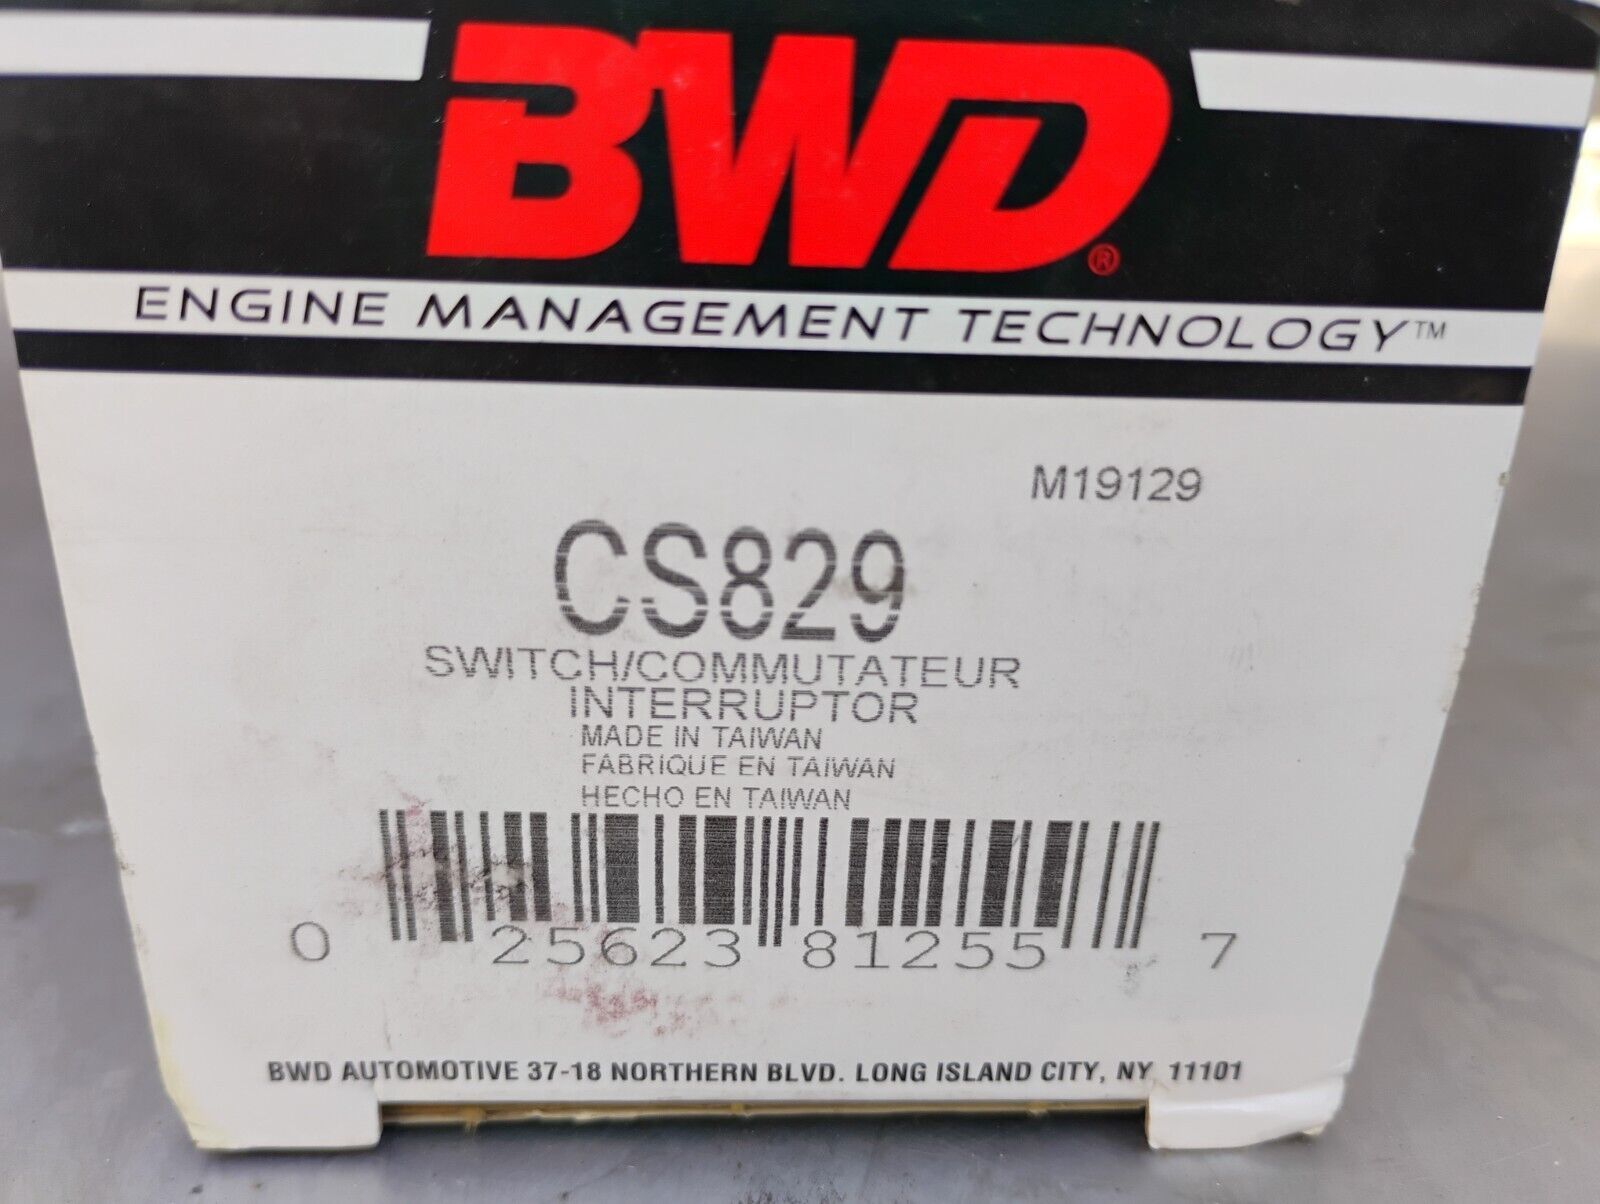 BWD®
ENGINE MANAGEMENT TECHNOLOGY™
M19129
CS829
SWITCH/COMMUTATEUR
INTERRUPTOR
MADE IN TAIWAN
FABRIQUE EN TAIWAN
HECHO EN TAIWAN
0 25623 81255 7
BWD AUTOMOTIVE 37-18 NORTHERN BLVD. LONG ISLAND CITY, NY 11101